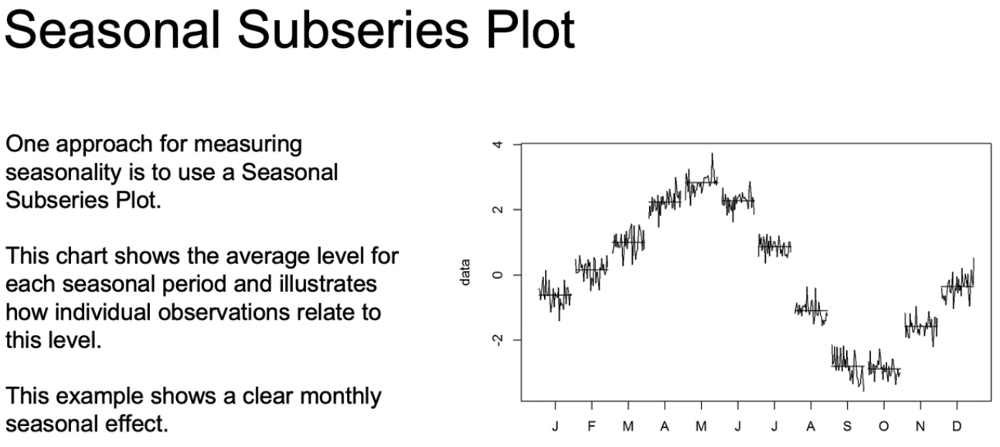 Seasonal Subseries Plot
One approach for measuring
seasonality is to use a Seasonal
Subseries Plot.
This chart shows the average level for
each seasonal period and illustrates
how individual observations relate to
this level.
This example shows a clear monthly
seasonal effect.
data
4
2
0
-2
J F M A M J J A S O N D